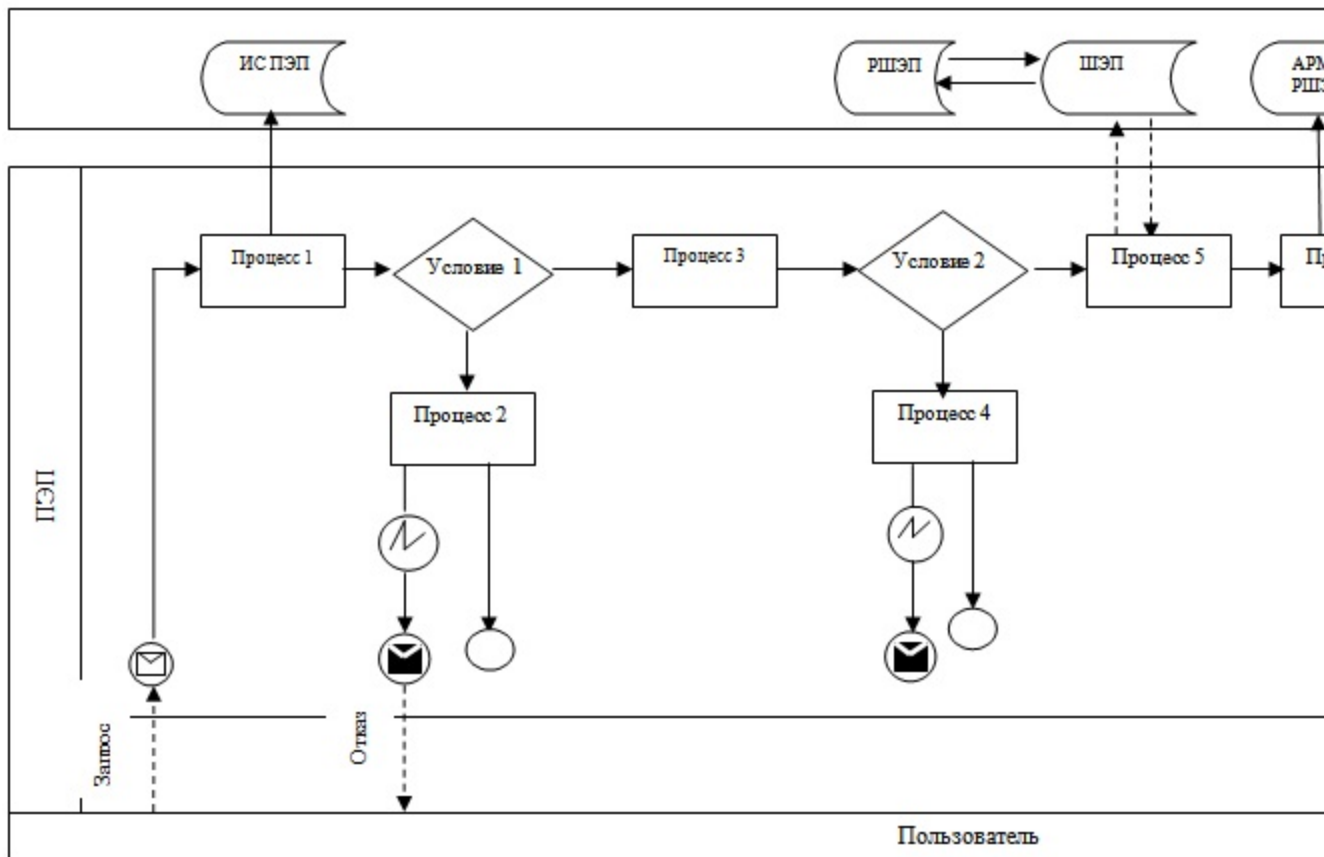 ИС ПЭП
РШЭП
ШЭП
АРМ
Процесс 1
Условие 1
Процесс 3
Условие 2
Процесс 5
Процесс 2
Процесс 4
ПЭП
Запрос
Отказ
Пользователь